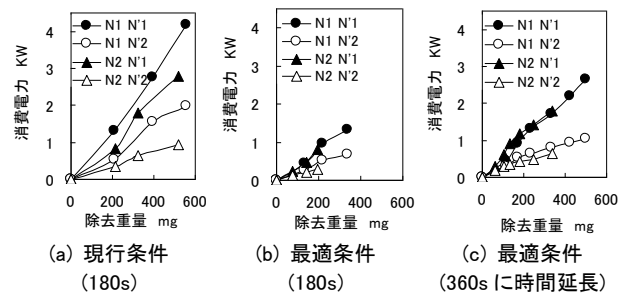 消費電力 KW
4
3
2
1
0
N1 N'1
N1 N'2
N2 N'1
N2 N'2
0 200 400 600
除去重量 mg
(a) 現行条件
(180s)
消費電力 KW
4
3
2
1
0
N1 N'1
N1 N'2
N2 N'1
N2 N'2
0 200 400 600
除去重量 mg
(b) 最適条件
(180s)
消費電力 KW
4
3
2
1
0
N1 N'1
N1 N'2
N2 N'1
N2 N'2
0 200 400 600
除去重量 mg
(c) 最適条件
(360s に時間延長)